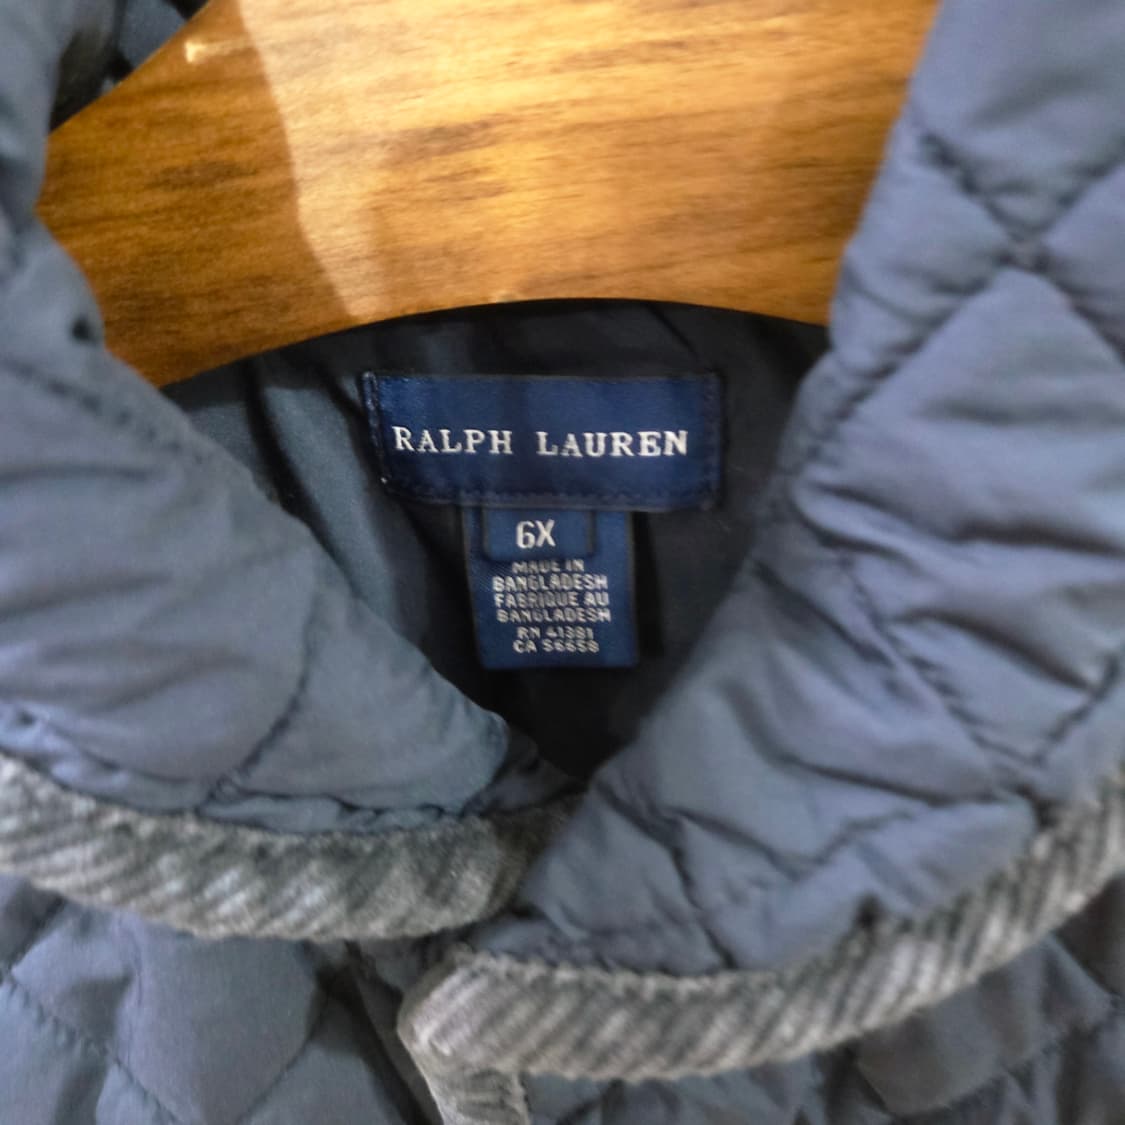 RALPH LAUREN
6X
MADE IN
BANGLADESH
FABRIQUE AU
BANGLADESH
RN 41381
CA 56658